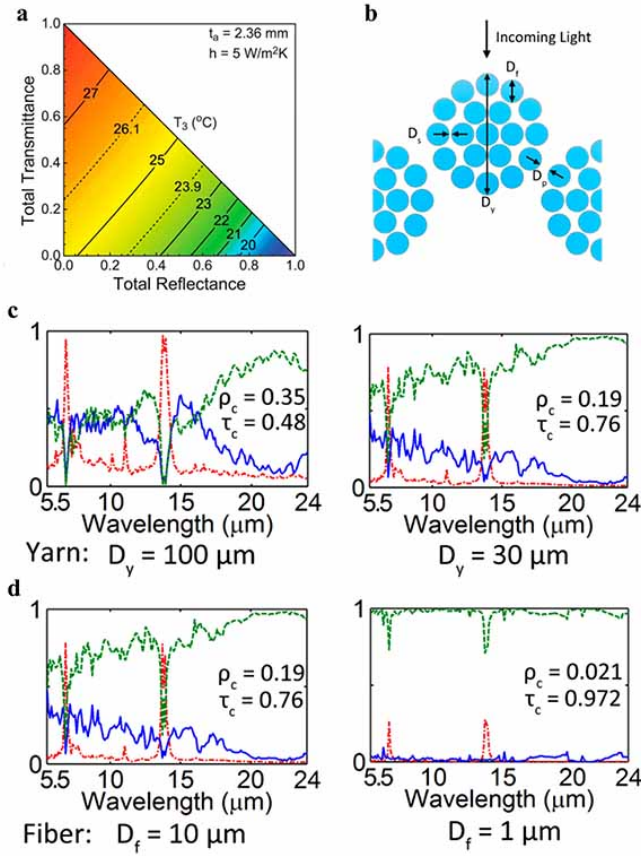 a
t_a = 2.36 mm
h = 5 W/m²K
T_3 (°C)
27
26.1
25
23.9
23
22
21
20
1.0
0.8
0.6
0.4
0.2
0.0
0.0 0.2 0.4 0.6 0.8 1.0
Total Transmittance
Total Reflectance
b
Incoming Light
D_f
D_s
D_p
D_y
c
1
0
ρ_c = 0.35
τ_c = 0.48
5.5 10 15 20 24
Wavelength (μm)
Yarn: D_y = 100 μm
1
0
ρ_c = 0.19
τ_c = 0.76
5.5 10 15 20 24
Wavelength (μm)
D_y = 30 μm
d
1
0
ρ_c = 0.19
τ_c = 0.76
5.5 10 15 20 24
Wavelength (μm)
Fiber: D_f = 10 μm
1
0
ρ_c = 0.021
τ_c = 0.972
5.5 10 15 20 24
Wavelength (μm)
D_f = 1 μm